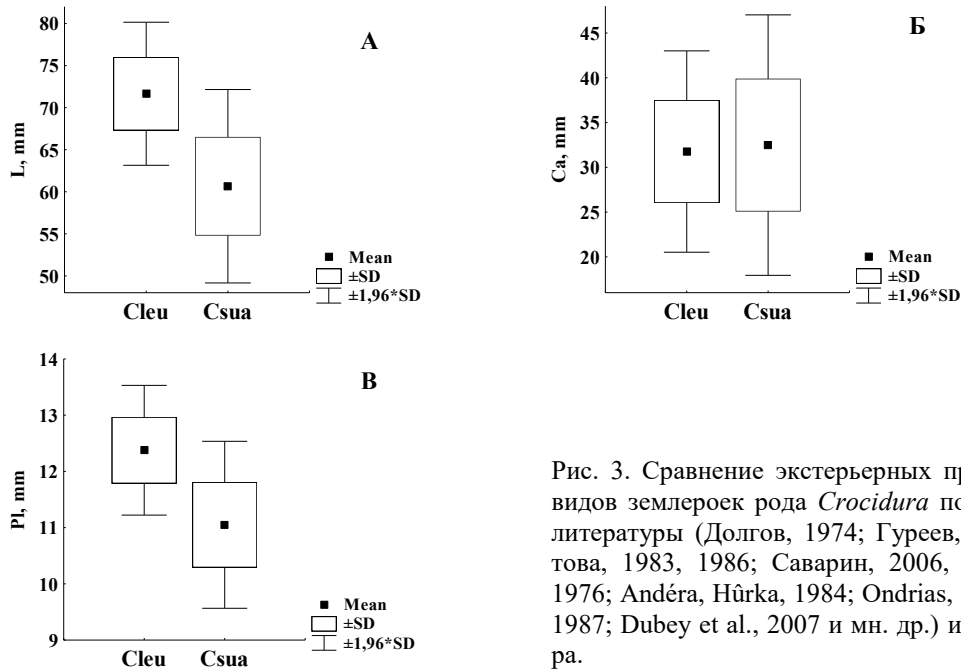 80
75
70
65
60
55
50
L, mm
А
Cleu Csua
Mean
±SD
±1,96*SD
45
40
35
30
25
20
Ca, mm
Б
Cleu Csua
Mean
±SD
±1,96*SD
14
13
12
11
10
9
Pl, mm
В
Cleu Csua
Mean
±SD
±1,96*SD
Рис. 3. Сравнение экстерьерных пр
видов землероек рода Crocidura по
литературы (Долгов, 1974; Гуреев,
това, 1983, 1986; Саварин, 2006,
1976; Andéra, Hûrka, 1984; Ondrias,
1987; Dubey et al., 2007 и мн. др.) и
ра.